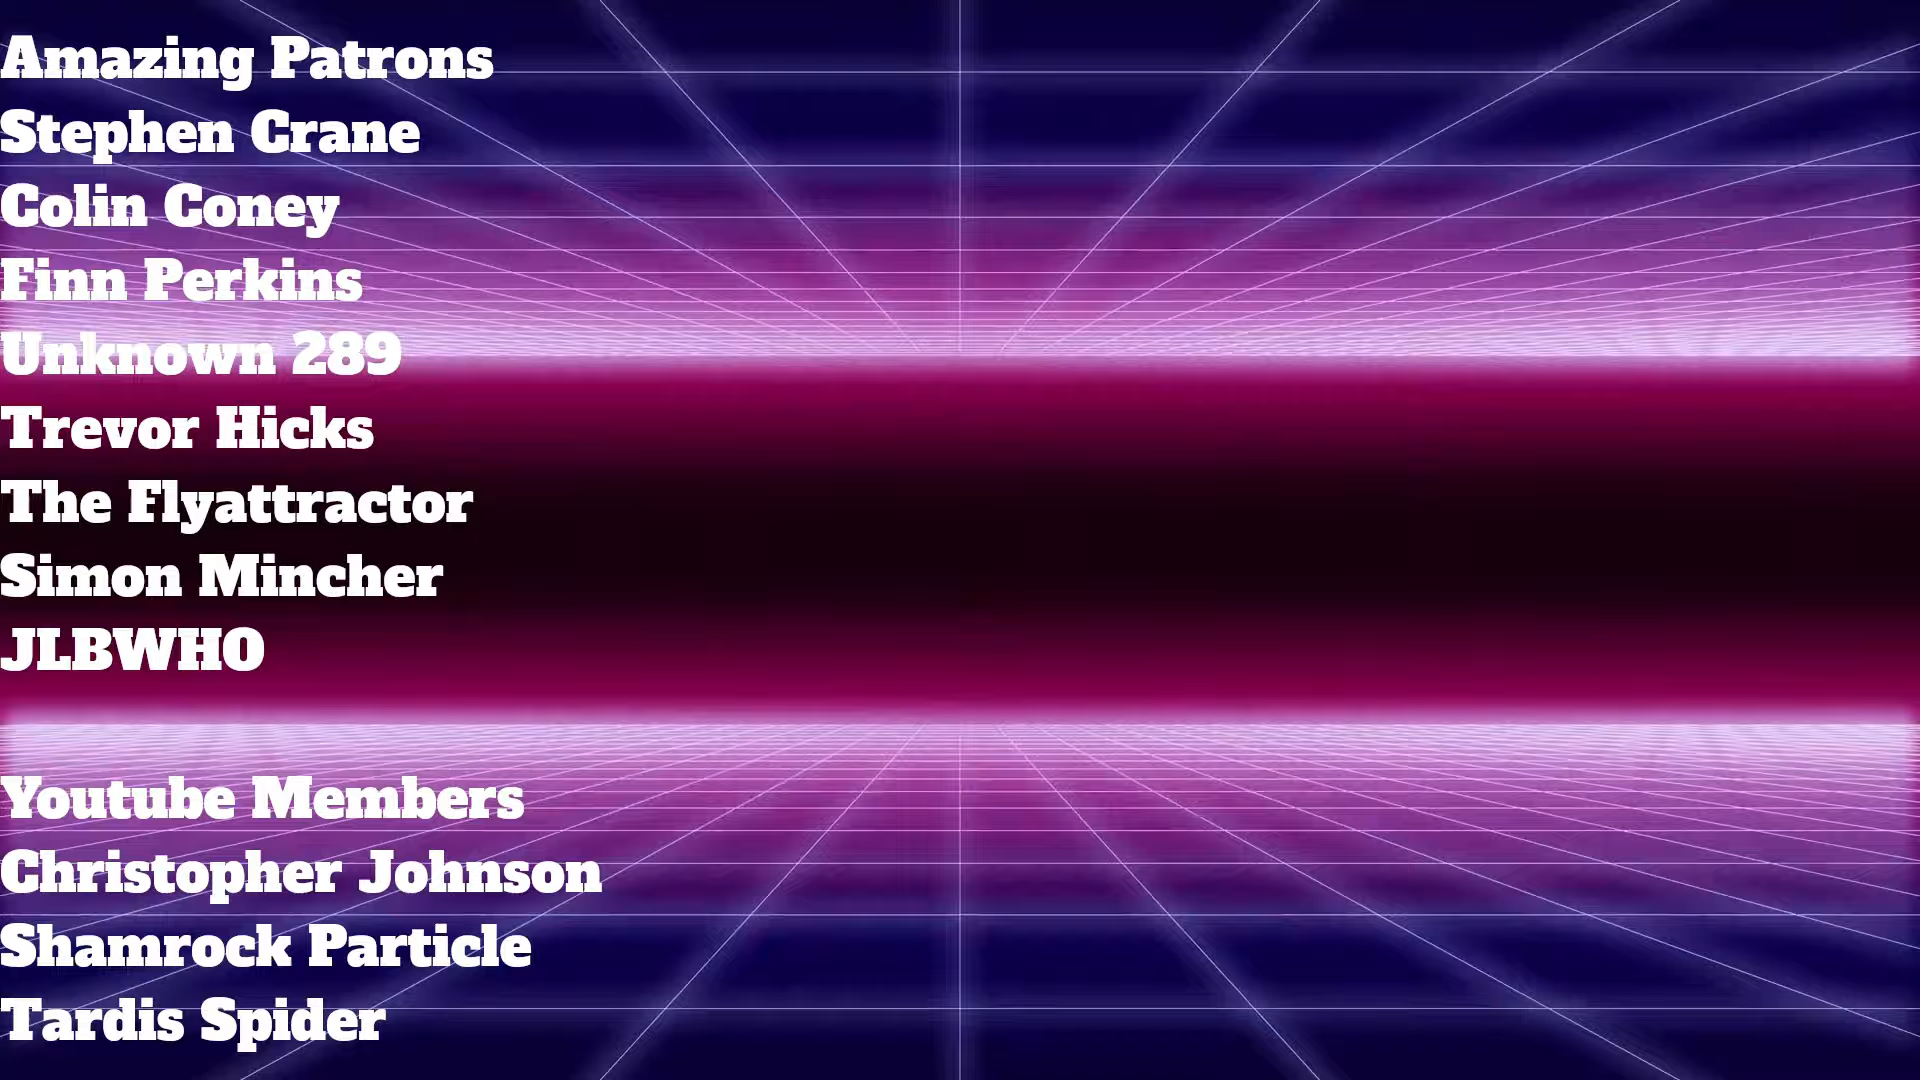 Amazing Patrons
Stephen Crane
Colin Coney
Finn Perkins
Unknown 289
Trevor Hicks
The Flyattractor
Simon Mincher
JLBWHO
Youtube Members
Christopher Johnson
Shamrock Particle
Tardis Spider